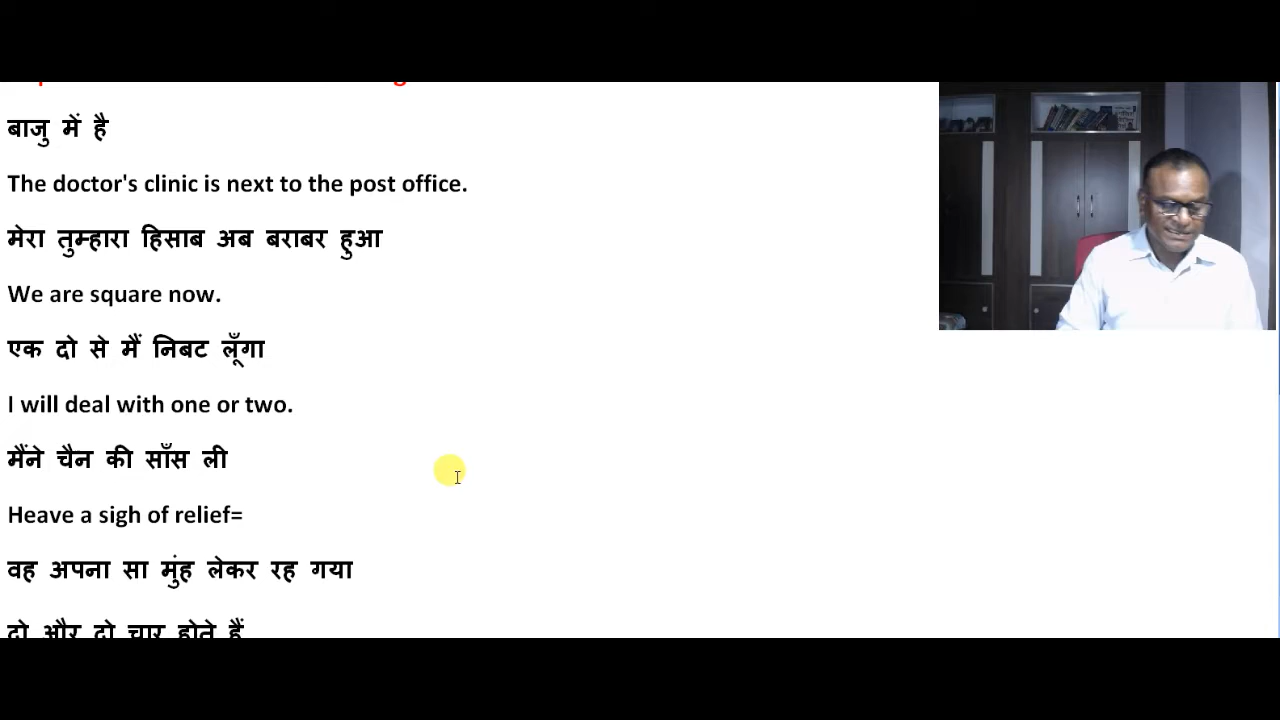 बाजु में है
The doctor's clinic is next to the post office.
मेरा तुम्हारा हिसाब अब बराबर हुआ
We are square now.
एक दो से मैं निबट लूँगा
I will deal with one or two.
मैंने चैन की साँस ली
Heave a sigh of relief=
वह अपना सा मुंह लेकर रह गया
दो और दो चार होते हैं